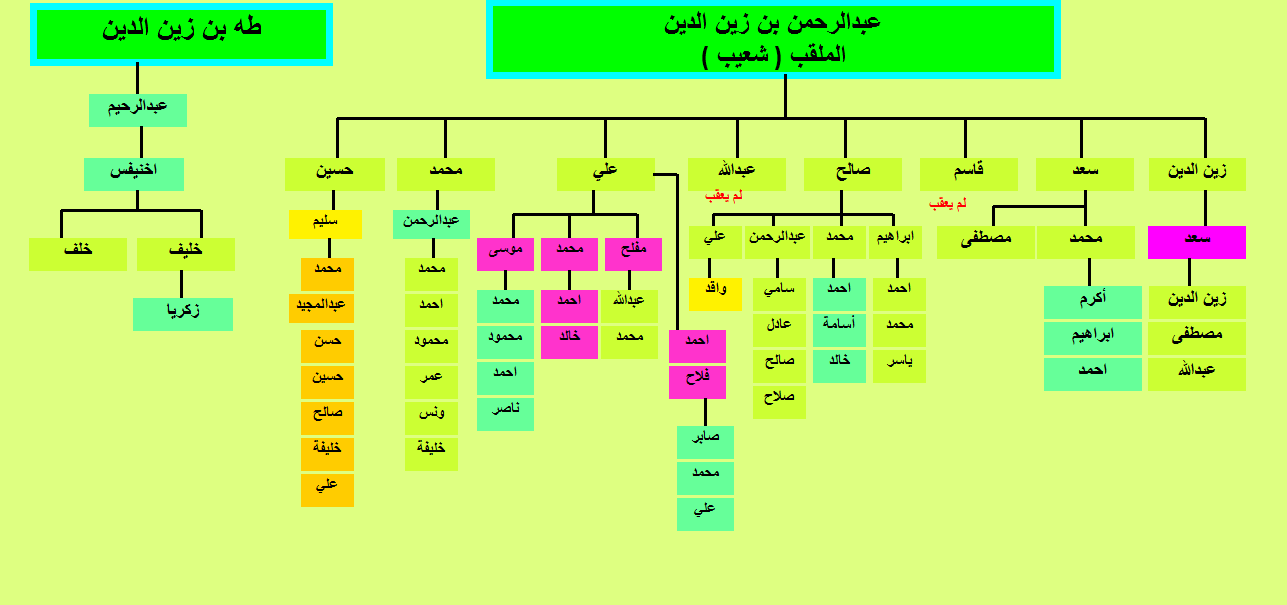 عبدالرحمن بن زين الدين
الملقب ( شعيب )
زين الدين
سعد
قاسم
صالح
عبدالله
علي
محمد
حسين
لم يعقب
لم يعقب
سعد
زين الدين
مصطفى
عبدالله
محمد
مصطفى
أكرم
ابراهيم
احمد
ابراهيم
محمد
عبدالرحمن
علي
احمد
محمد
ياسر
احمد
أسامة
خالد
سامي
عادل
صالح
صلاح
واقد
مفلح
محمد
موسى
عبدالله
محمد
احمد
خالد
محمد
محمود
احمد
ناصر
احمد
فلاح
صابر
محمد
علي
عبدالرحمن
محمد
احمد
محمود
عمر
ونس
خليفة
سليم
محمد
عبدالمجيد
حسن
حسين
صالح
خليفة
علي
طه بن زين الدين
عبدالرحيم
اخنيفس
خليف
خلف
زكريا